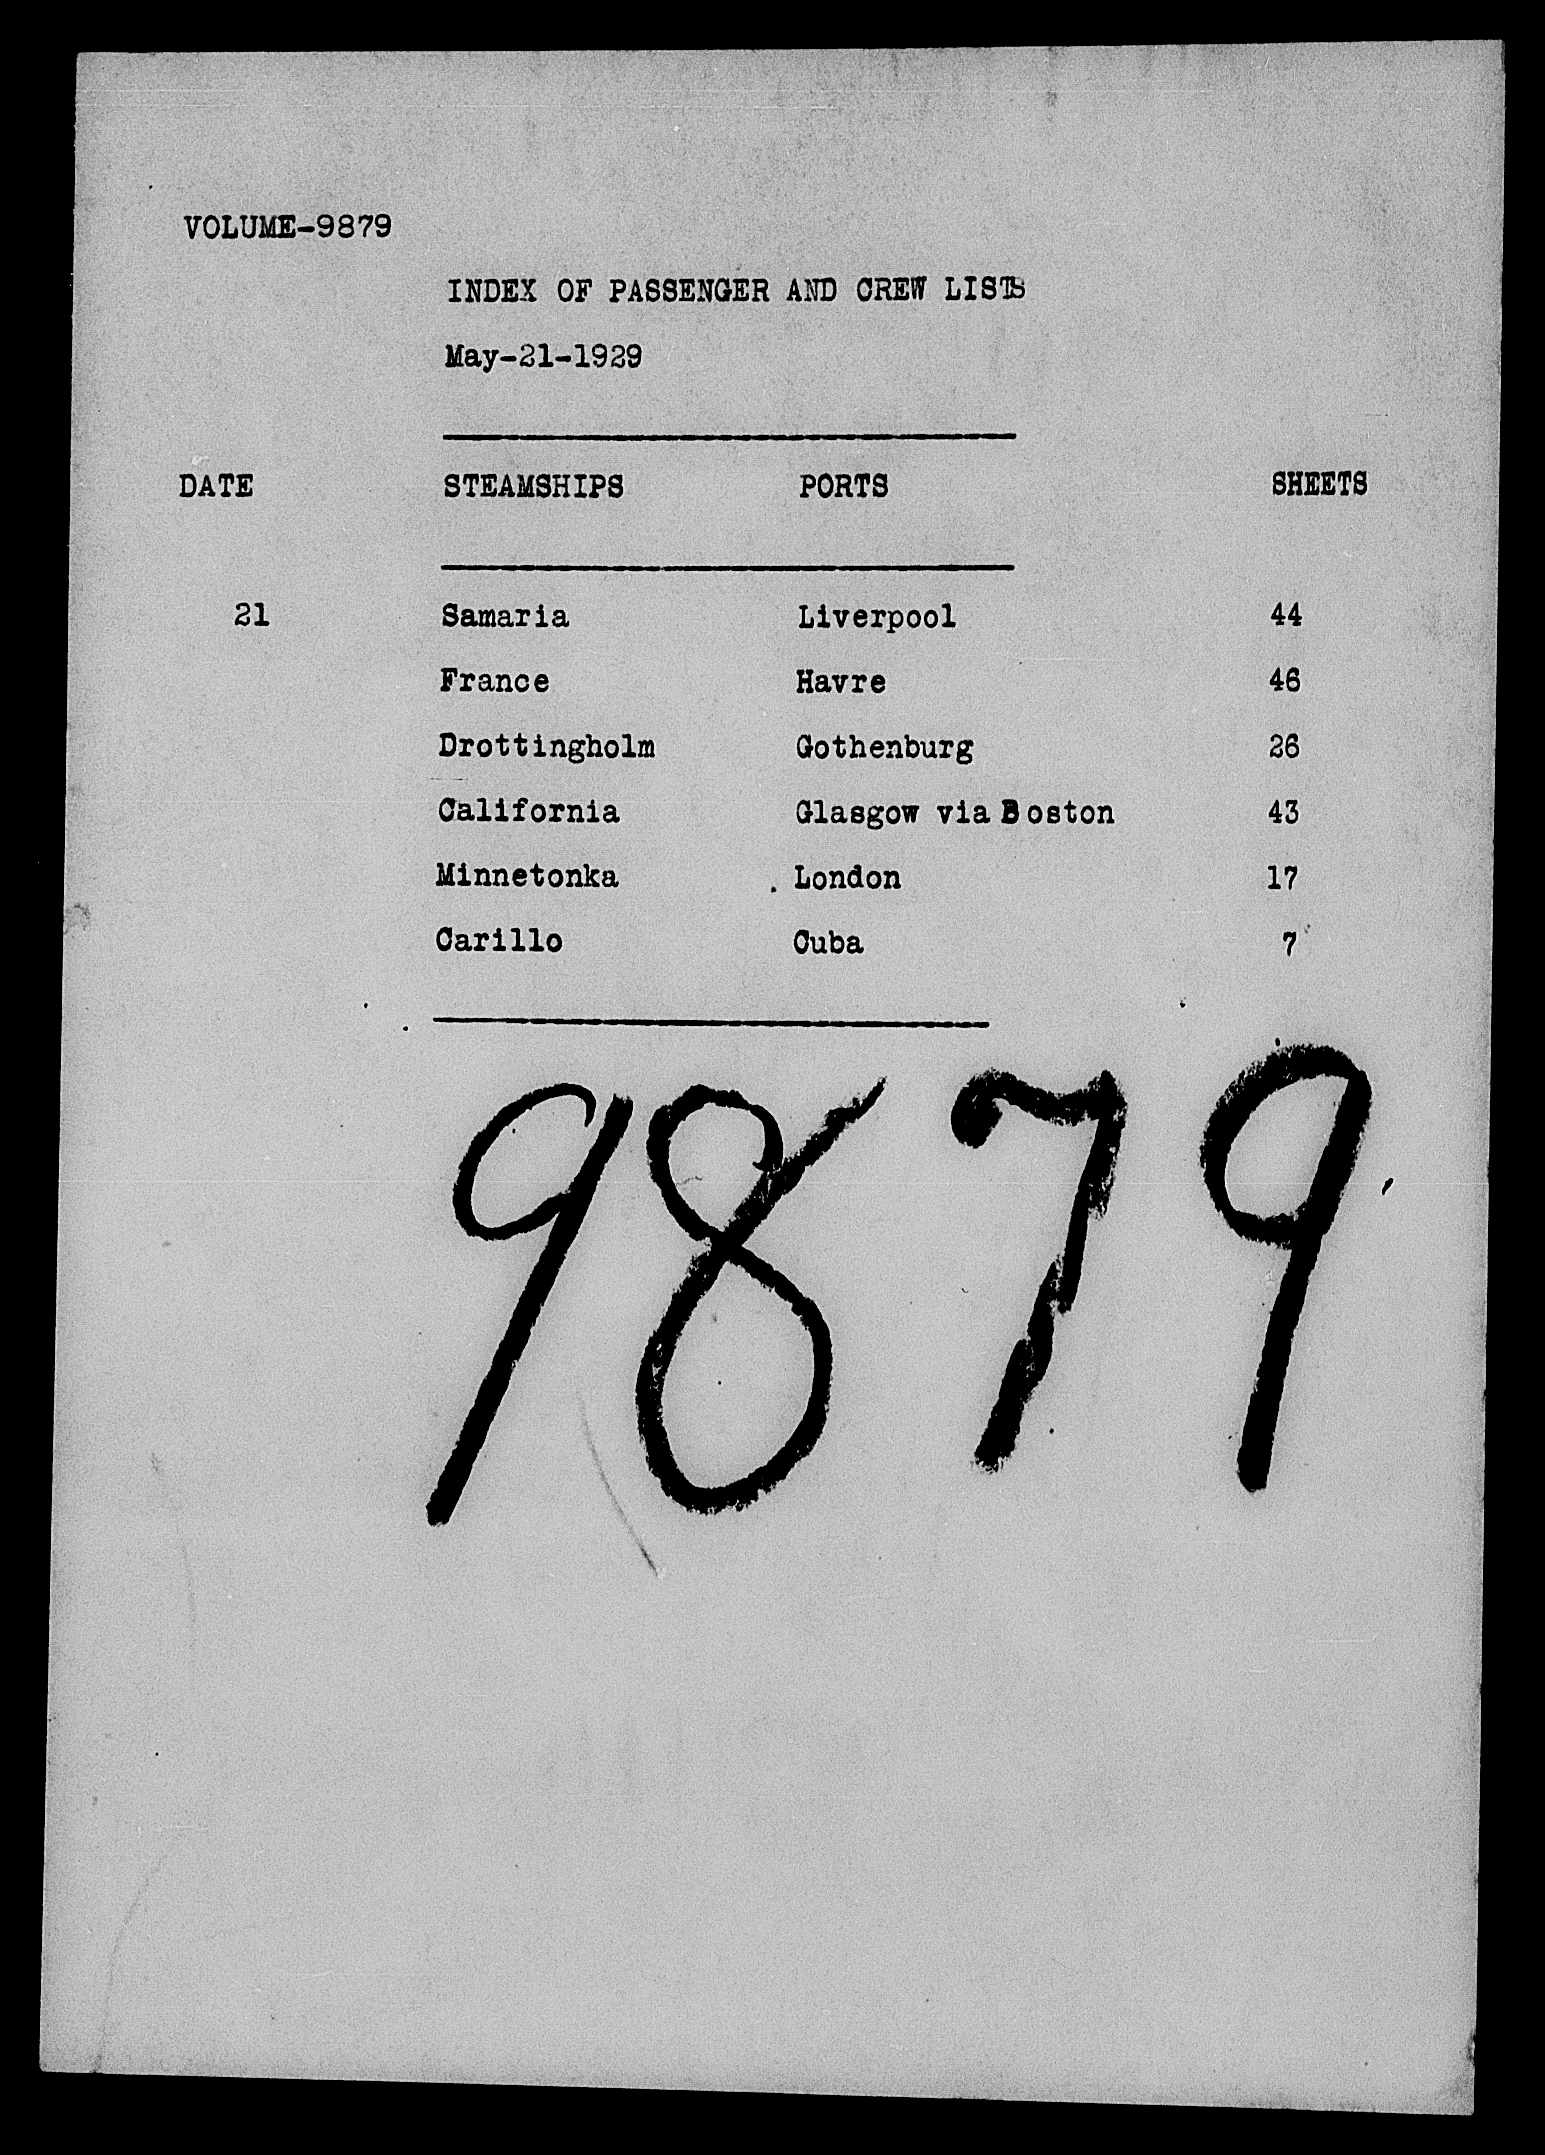 VOLUME-9879
INDEX OF PASSENGER AND CREW LISTS
May-21-1929
DATE STEAMSHIPS PORTS SHEETS
21 Samaria Liverpool 44
France Havre 46
Drottingholm Gothenburg 26
California Glasgow via Boston 43
Minnetonka London 17
Carillo Cuba 7
9879